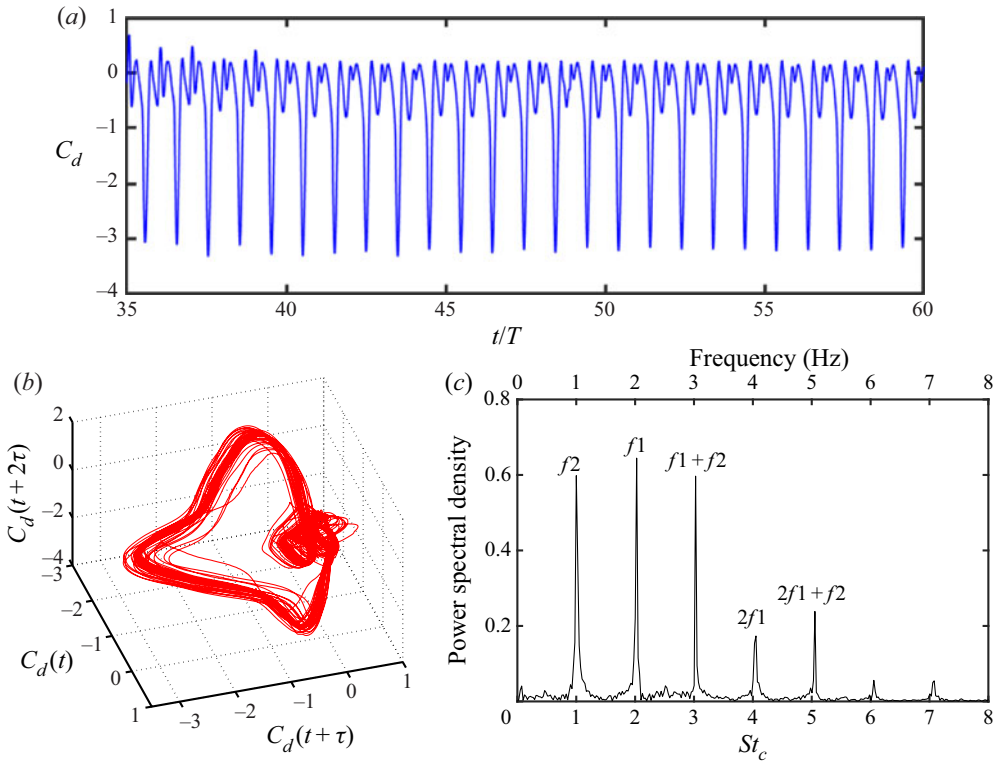 (a)
1
0
–1
–2
–3
–4
C_d
35
40
45
50
55
60
t/T
(b)
2
0
–2
–4
C_d(t + 2τ)
–3
–2
–1
0
1
C_d(t)
–3
–2
–1
0
1
C_d(t + τ)
(c)
Frequency (Hz)
0 1 2 3 4 5 6 7 8
0.8
0.6
0.4
0.2
0
Power spectral density
f2
f1
f1 + f2
2f1
2f1 + f2
1 2 3 4 5 6 7 8
St_c